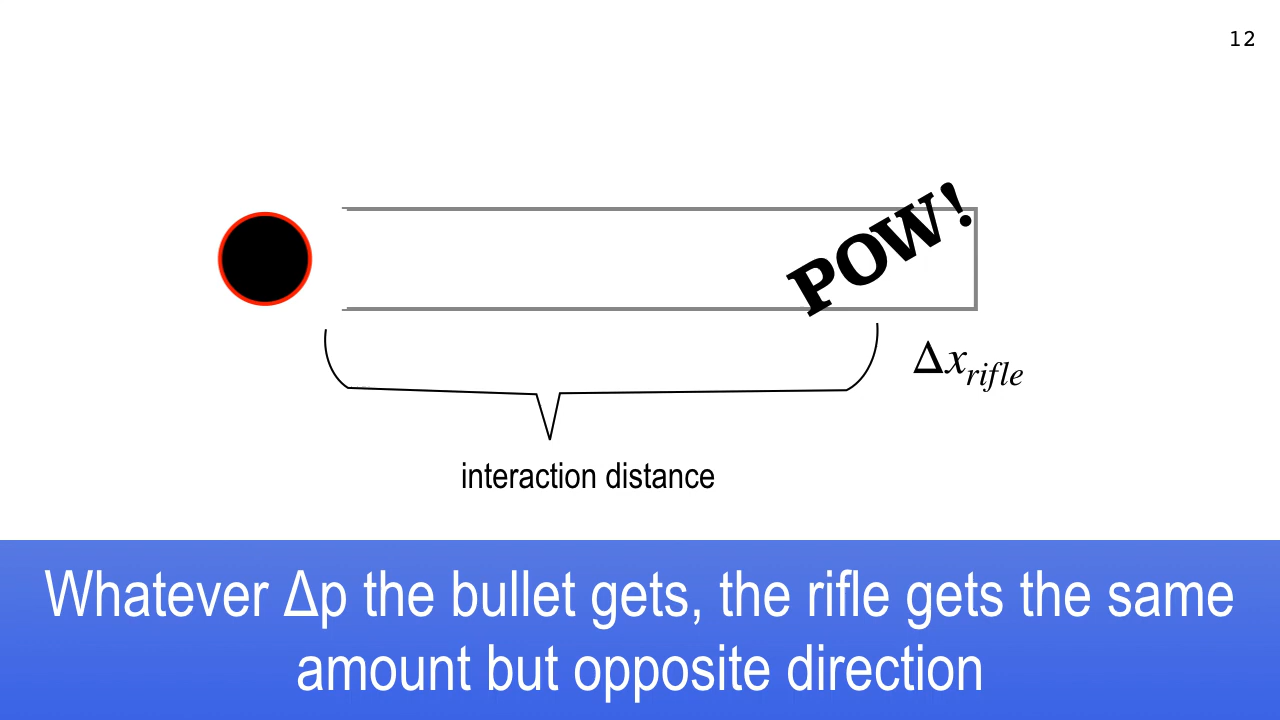 12
POW!
Δx_rifle
interaction distance
Whatever Δp the bullet gets, the rifle gets the same
amount but opposite direction